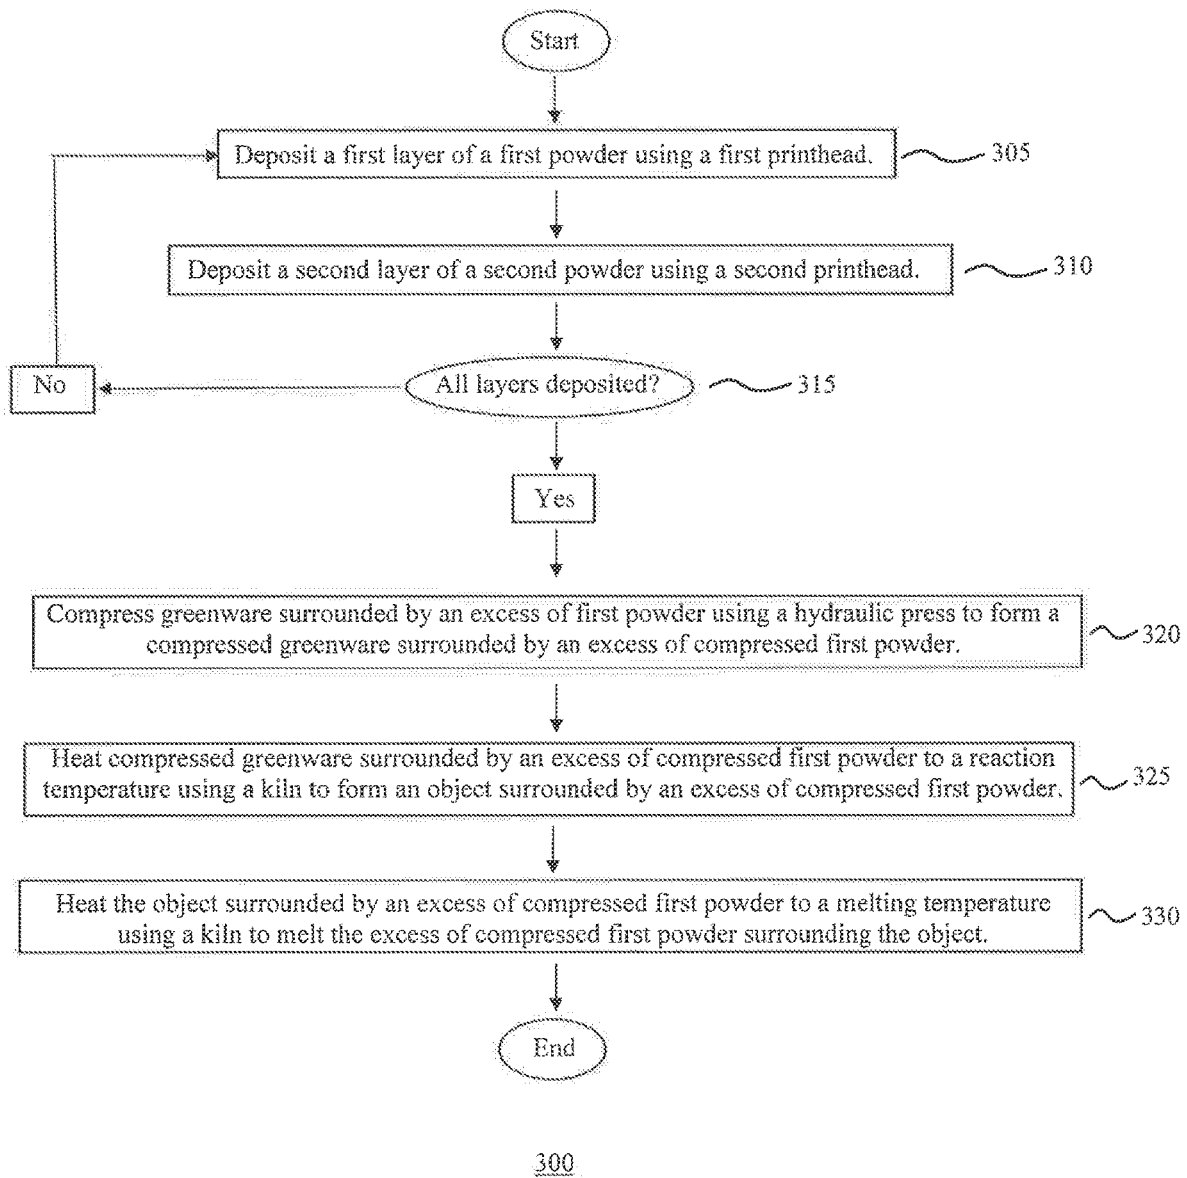 Start
Deposit a first layer of a first powder using a first printhead.
305
Deposit a second layer of a second powder using a second printhead.
310
No
All layers deposited?
315
Yes
Compress greenware surrounded by an excess of first powder using a hydraulic press to form a
compressed greenware surrounded by an excess of compressed first powder.
320
Heat compressed greenware surrounded by an excess of compressed first powder to a reaction
temperature using a kiln to form an object surrounded by an excess of compressed first powder.
325
Heat the object surrounded by an excess of compressed first powder to a melting temperature
using a kiln to melt the excess of compressed first powder surrounding the object.
330
End
300